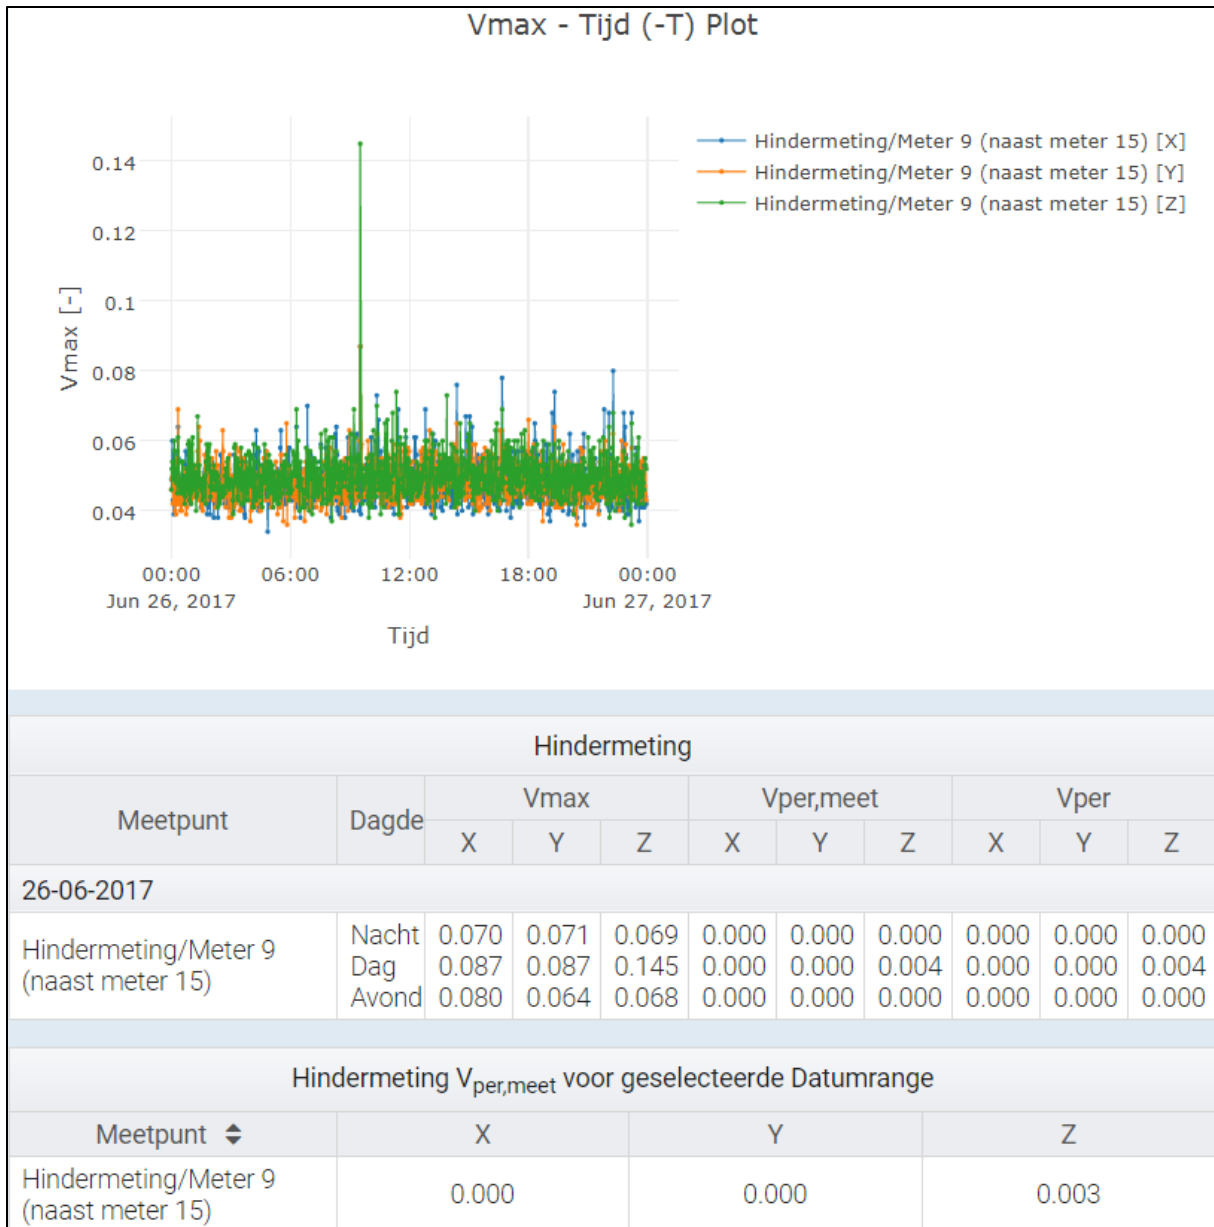 Vmax - Tijd (-T) Plot
Hindermeting/Meter 9 (naast meter 15) [X]
Hindermeting/Meter 9 (naast meter 15) [Y]
Hindermeting/Meter 9 (naast meter 15) [Z]
Vmax [-]
0.14
0.12
0.1
0.08
0.06
0.04
00:00 06:00 12:00 18:00 00:00
Jun 26, 2017 Jun 27, 2017
Tijd
Hindermeting
Meetpunt Dagde Vmax Vper,meet Vper
X Y Z X Y Z X Y Z
26-06-2017
Hindermeting/Meter 9
(naast meter 15)
Nacht 0.070 0.071 0.069 0.000 0.000 0.000 0.000 0.000 0.000
Dag 0.087 0.087 0.145 0.000 0.000 0.004 0.000 0.000 0.004
Avond 0.080 0.064 0.068 0.000 0.000 0.000 0.000 0.000 0.000
Hindermeting Vper,meet voor geselecteerde Datumrange
Meetpunt X Y Z
Hindermeting/Meter 9
(naast meter 15)
0.000 0.000 0.003